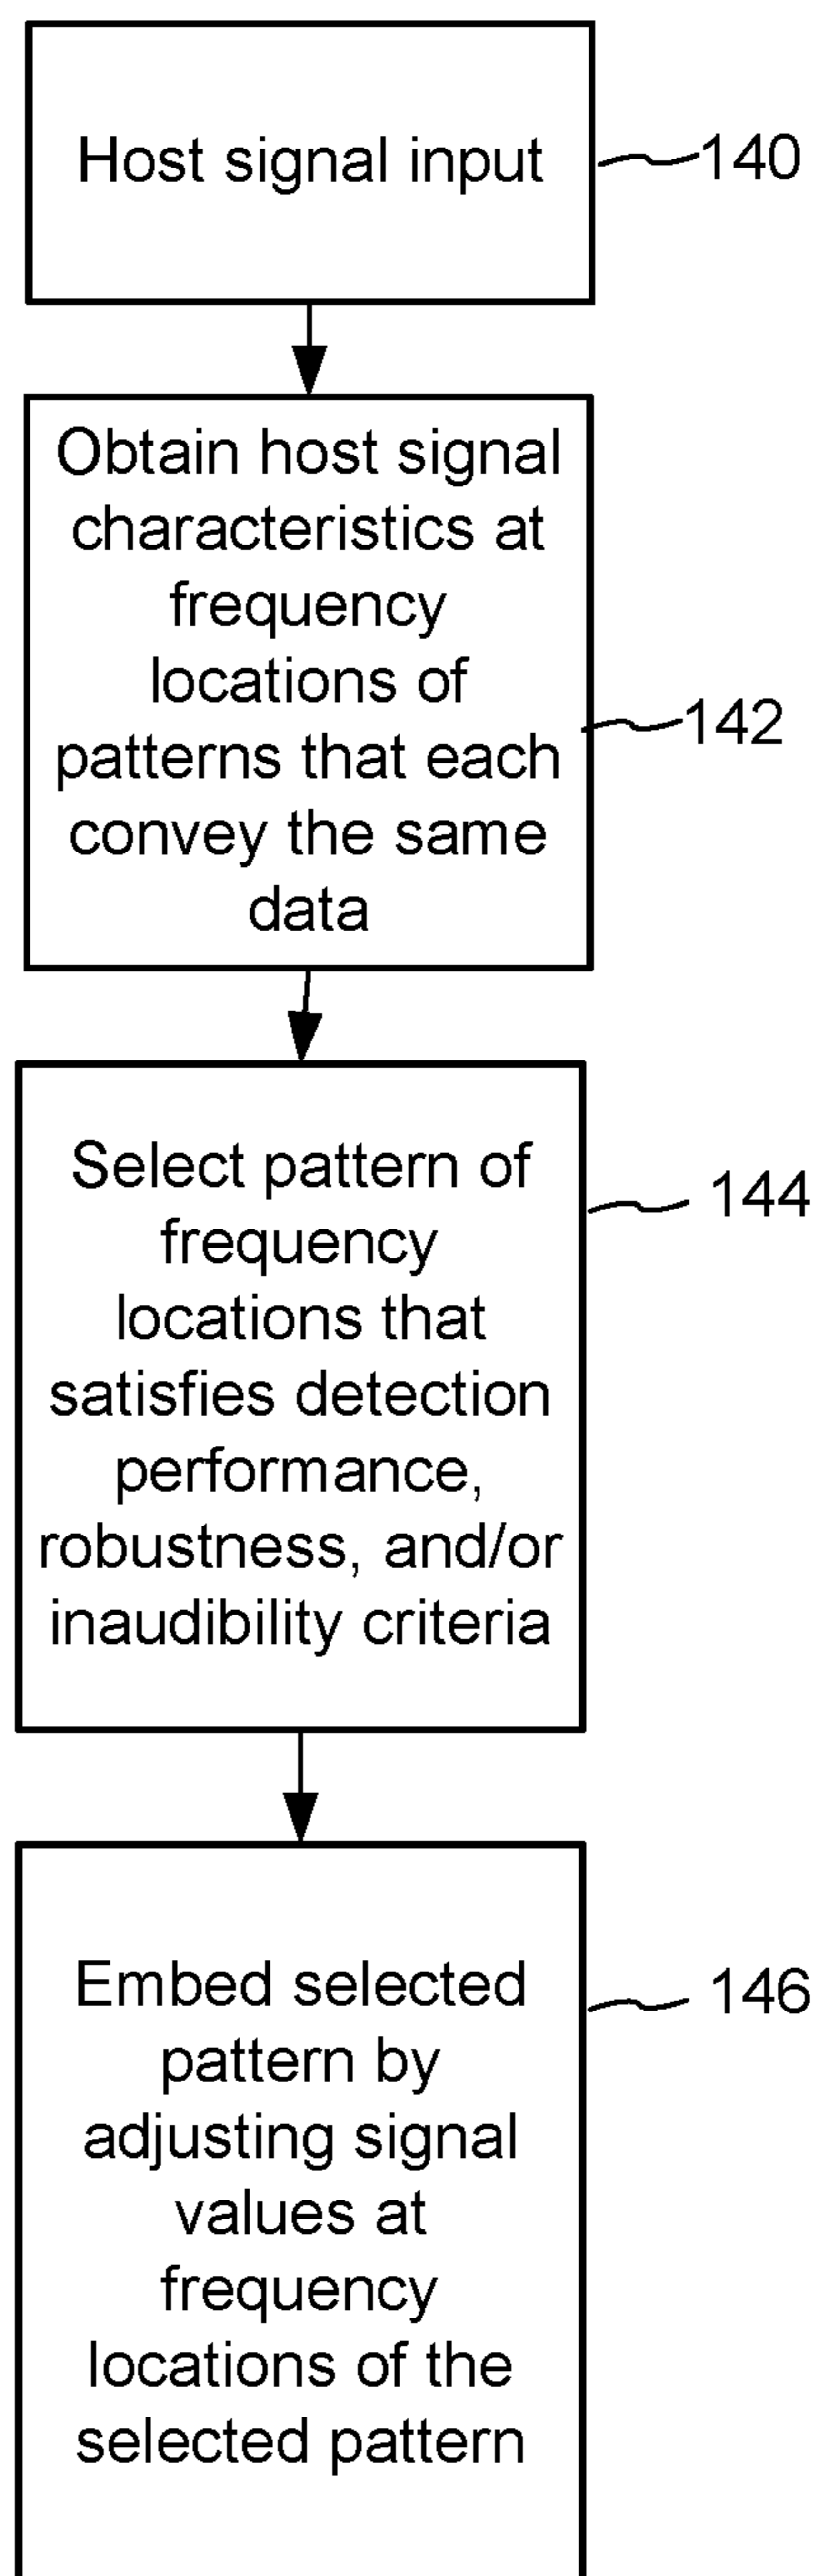 Host signal input
140
Obtain host signal
characteristics at
frequency
locations of
patterns that each
convey the same
data
142
Select pattern of
frequency
locations that
satisfies detection
performance,
robustness, and/or
inaudibility criteria
144
Embed selected
pattern by
adjusting signal
values at
frequency
locations of the
selected pattern
146